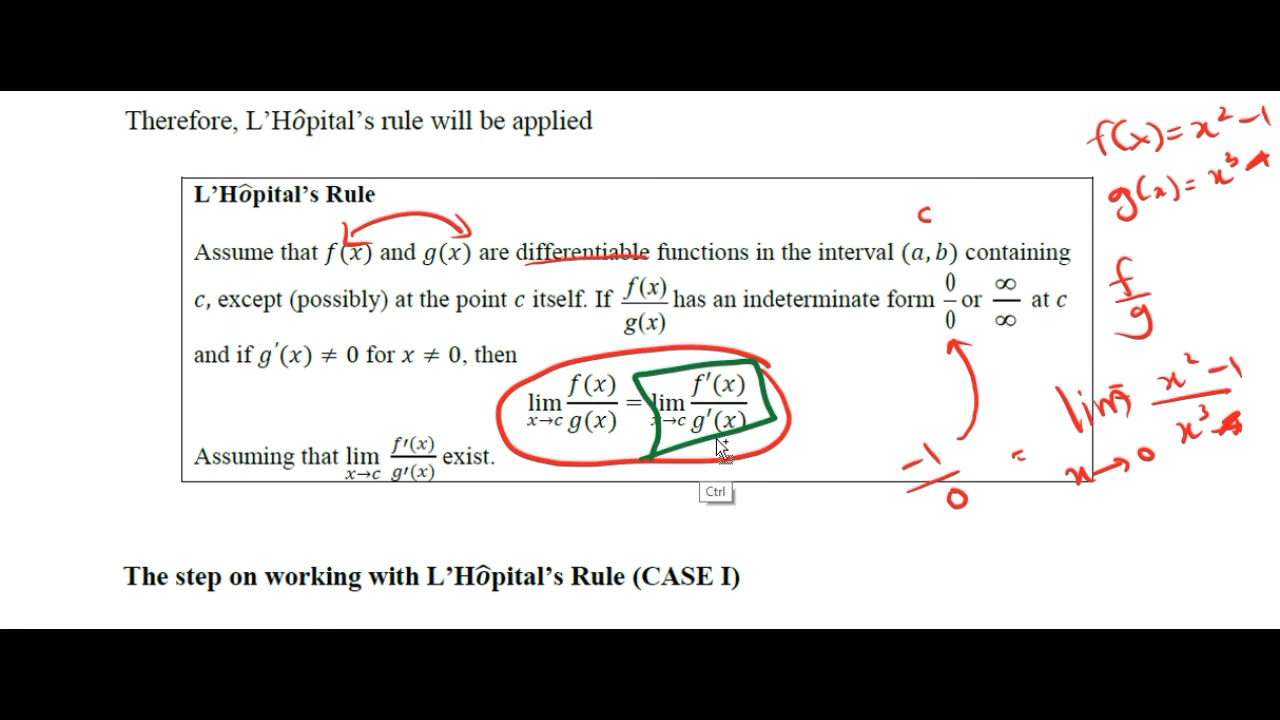 Therefore, L'Hôpital's rule will be applied
f(x) = x² - 1
g(x) = x³
L'Hôpital's Rule
c
Assume that f(x) and g(x) are differentiable functions in the interval (a, b) containing
c, except (possibly) at the point c itself. If f(x)/g(x) has an indeterminate form 0/0 or ∞/∞ at c
f/g
and if g'(x) ≠ 0 for x ≠ 0, then
lim x→c f(x)/g(x) = lim x→c f'(x)/g'(x)
Assuming that lim x→c f'(x)/g'(x) exist.
-1/0 = lim x→0 x² - 1/x³
Ctrl
The step on working with L'Hôpital's Rule (CASE I)